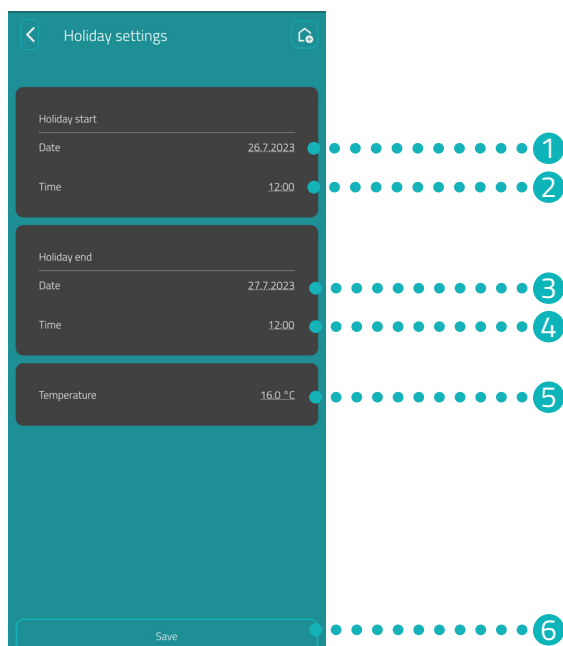 Holiday settings
Holiday start
Date 26.7.2023 1
Time 12:00 2
Holiday end
Date 27.7.2023 3
Time 12:00 4
Temperature 16.0 °C 5
Save 6